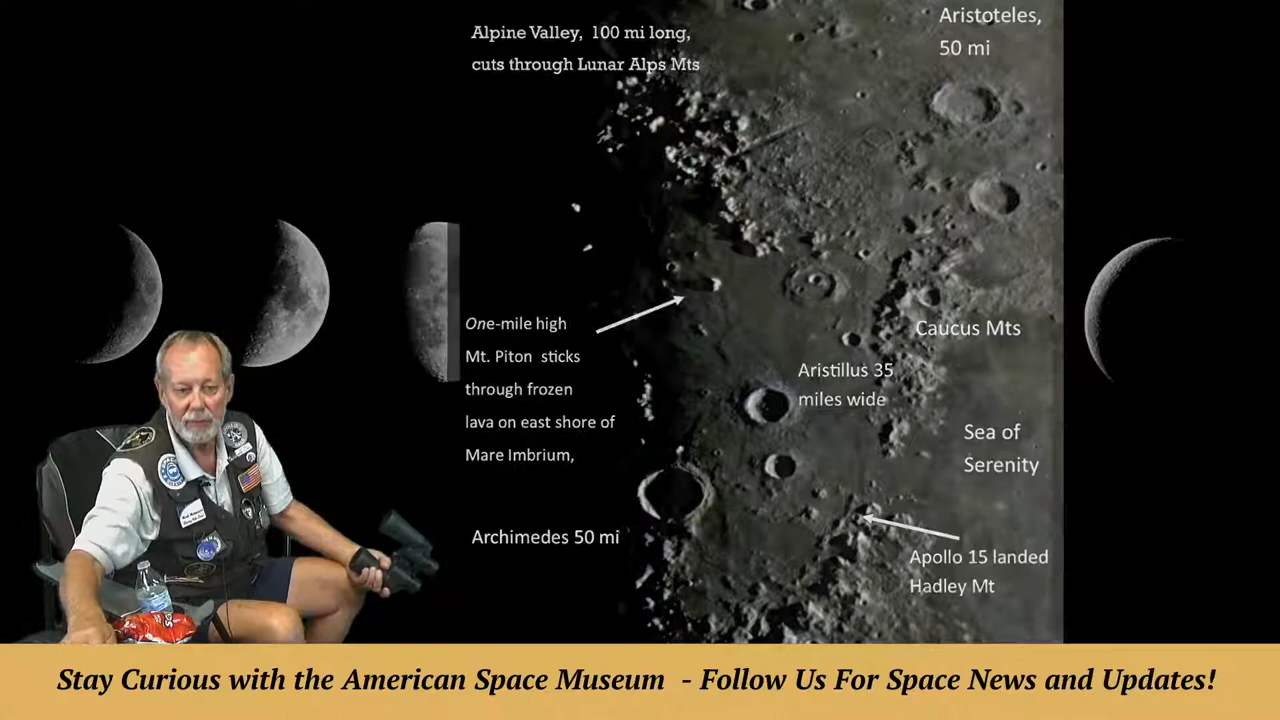 Alpine Valley, 100 mi long,
cuts through Lunar Alps Mts
Aristoteles,
50 mi
One-mile high
Mt. Piton sticks
through frozen
lava on east shore of
Mare Imbrium,
Caucus Mts
Aristillus 35
miles wide
Sea of
Serenity
Archimedes 50 mi
Apollo 15 landed
Hadley Mt
Stay Curious with the American Space Museum - Follow Us For Space News and Updates!